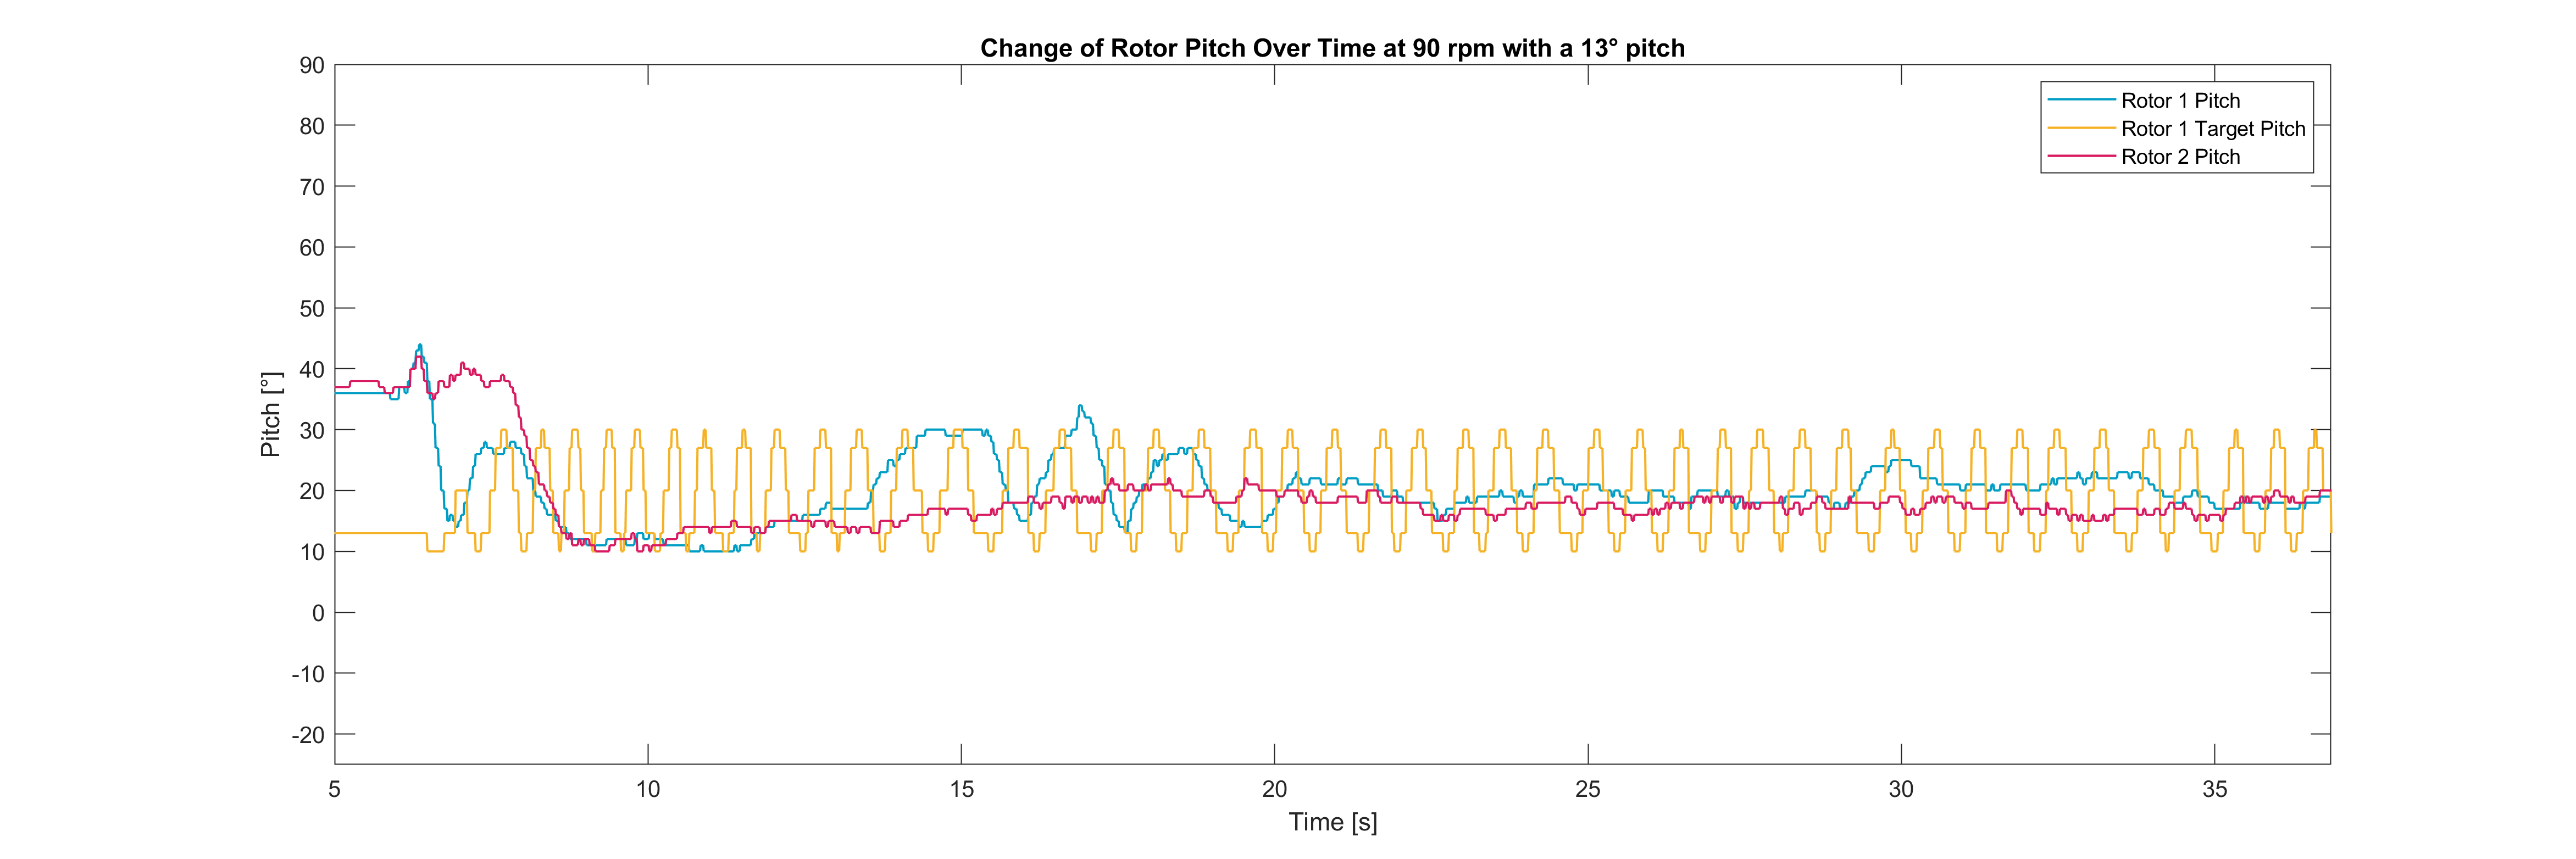 Change of Rotor Pitch Over Time at 90 rpm with a 13° pitch
90
80
70
60
50
40
30
20
10
0
-10
-20
Pitch [°]
Rotor 1 Pitch
Rotor 1 Target Pitch
Rotor 2 Pitch
5 10 15 20 25 30 35
Time [s]